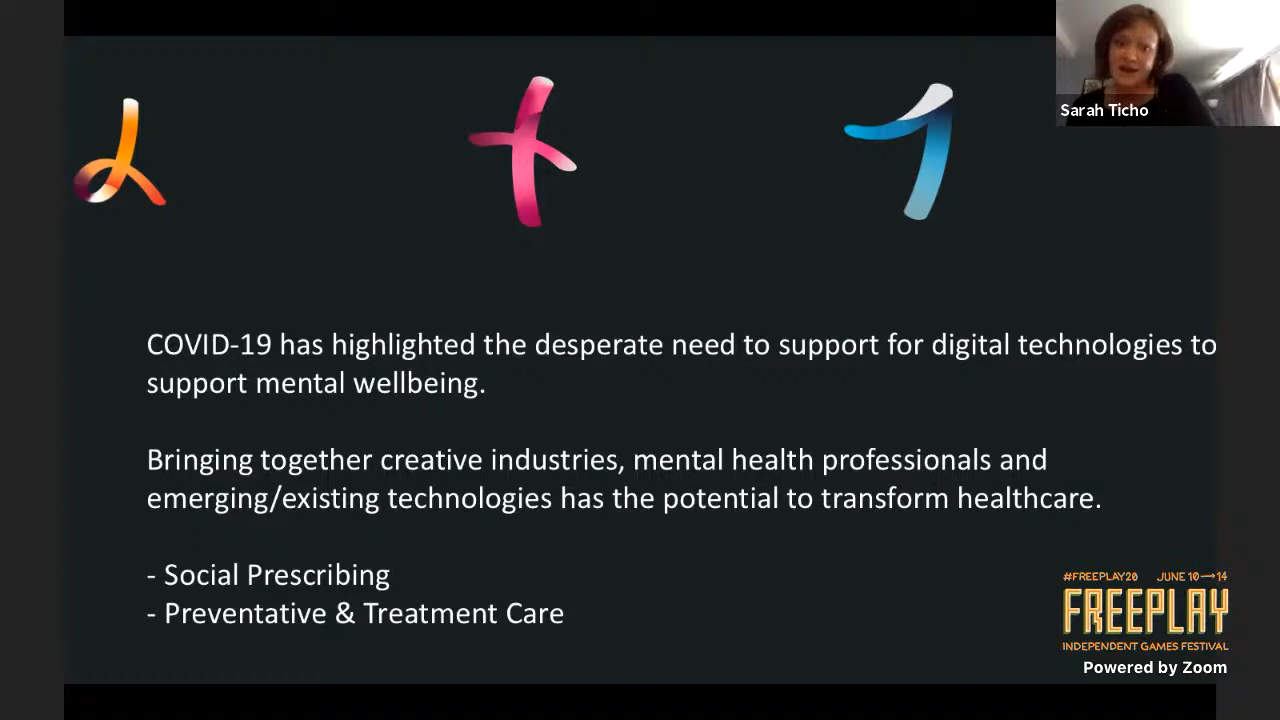 Sarah Ticho
COVID-19 has highlighted the desperate need to support for digital technologies to
support mental wellbeing.
Bringing together creative industries, mental health professionals and
emerging/existing technologies has the potential to transform healthcare.
- Social Prescribing
- Preventative & Treatment Care
#FREEPLAY20 JUNE 10→14
FREEPLAY
INDEPENDENT GAMES FESTIVAL
Powered by Zoom